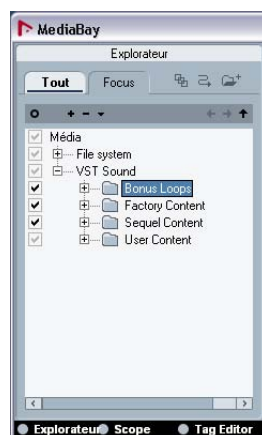 MediaBay
Explorateur
Tout Focus
Média
File system
VST Sound
Bonus Loops
Factory Content
Sequel Content
User Content
Explorateur Scope Tag Editor